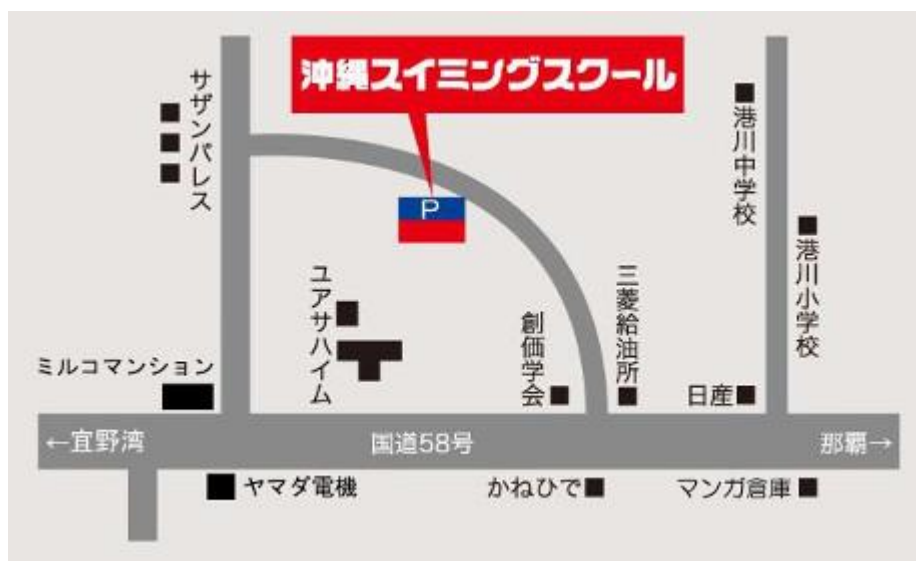 沖縄スイミングスクール
サザンパレス
港川中学校
P
港川小学校
ユアサハイム
三菱給油所
創価学会
ミルコマンション
日産
←宜野湾
国道58号
那覇→
ヤマダ電機
かねひで
マンガ倉庫